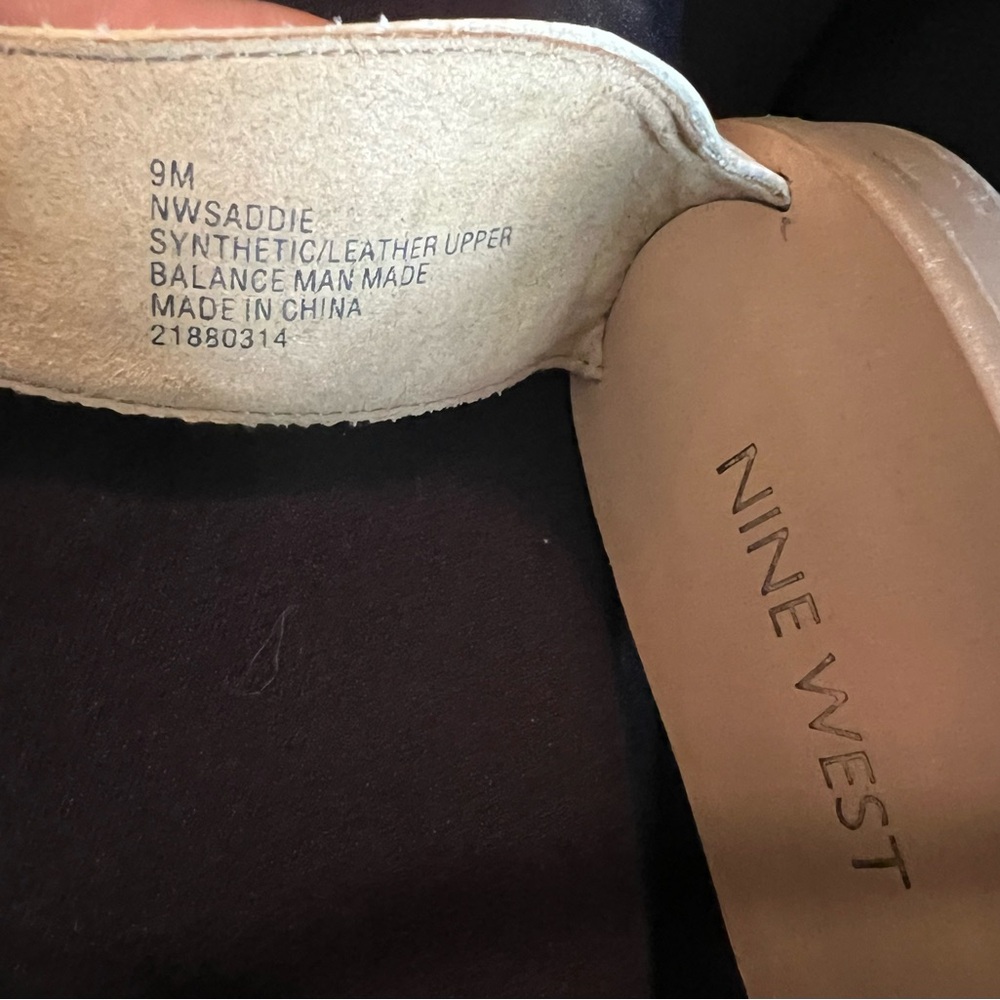 9M
NWSADDIE
SYNTHETIC/LEATHER UPPER
BALANCE MAN MADE
MADE IN CHINA
21880314
NINE WEST